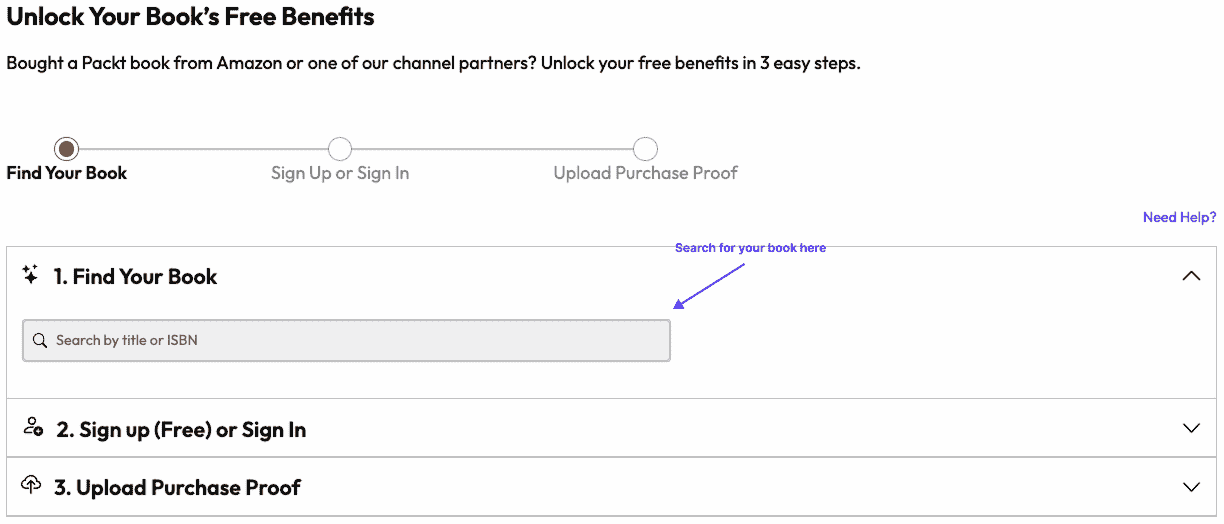 Unlock Your Book’s Free Benefits
Bought a Packt book from Amazon or one of our channel partners? Unlock your free benefits in 3 easy steps.
Find Your Book
Sign Up or Sign In
Upload Purchase Proof
Need Help?
Search for your book here
1. Find Your Book
Search by title or ISBN
2. Sign up (Free) or Sign In
3. Upload Purchase Proof